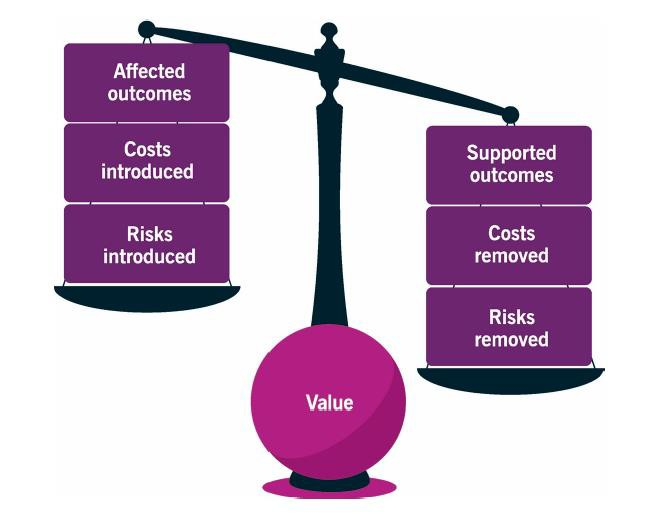 Affected
outcomes
Costs
introduced
Risks
introduced
Supported
outcomes
Costs
removed
Risks
removed
Value